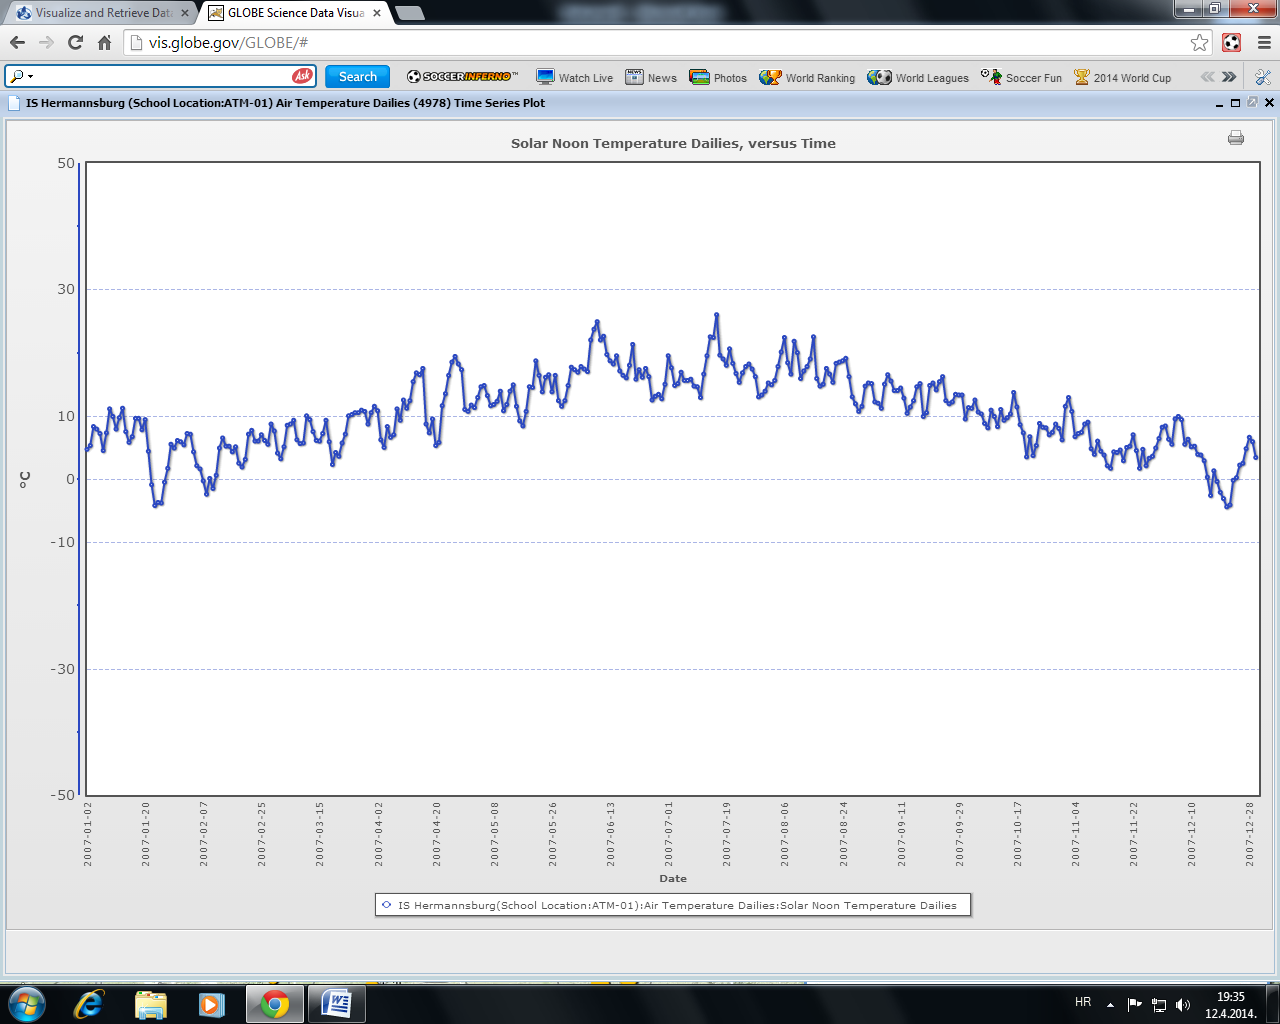 Visualize and Retrieve Data
GLOBE Science Data Visua
vis.globe.gov/GLOBE/#
Ask
Search
SOCCERINFERNO™
Watch Live
News
Photos
World Ranking
World Leagues
Soccer Fun
2014 World Cup
IS Hermannsburg (School Location:ATM-01) Air Temperature Dailies (4978) Time Series Plot
Solar Noon Temperature Dailies, versus Time
50
30
10
0
-10
-30
-50
°C
2007-01-02
2007-01-20
2007-02-07
2007-02-25
2007-03-15
2007-04-02
2007-04-20
2007-05-08
2007-05-26
2007-06-13
2007-07-01
2007-07-19
2007-08-06
2007-08-24
2007-09-11
2007-09-29
2007-10-17
2007-11-04
2007-11-22
2007-12-10
2007-12-28
Date
IS Hermannsburg(School Location:ATM-01):Air Temperature Dailies:Solar Noon Temperature Dailies
HR
19:35
12.4.2014.